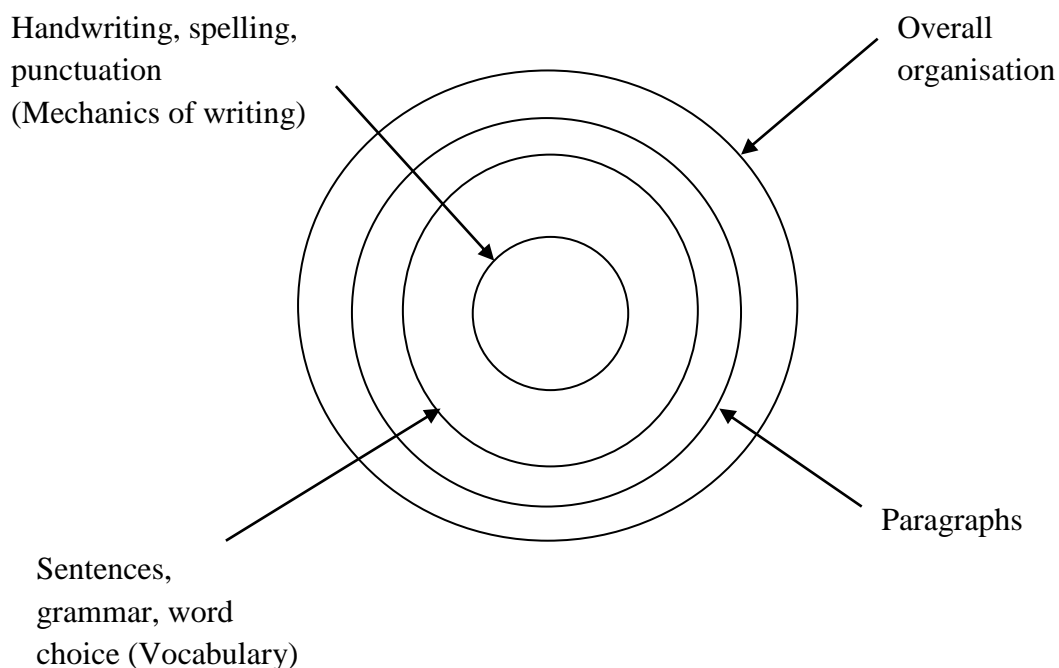 Handwriting, spelling,
punctuation
(Mechanics of writing)
Overall
organisation
Paragraphs
Sentences,
grammar, word
choice (Vocabulary)